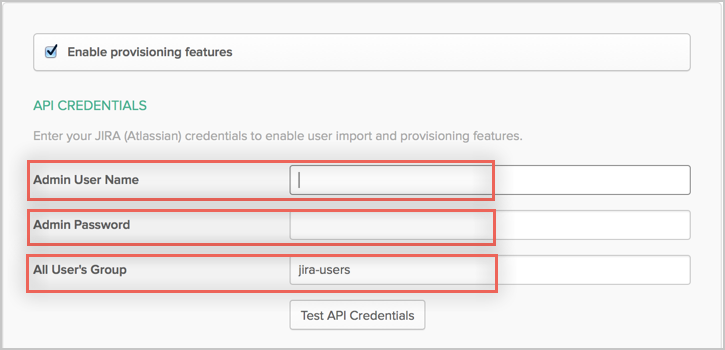 Enable provisioning features
API CREDENTIALS
Enter your JIRA (Atlassian) credentials to enable user import and provisioning features.
Admin User Name
Admin Password
All User's Group jira-users
Test API Credentials